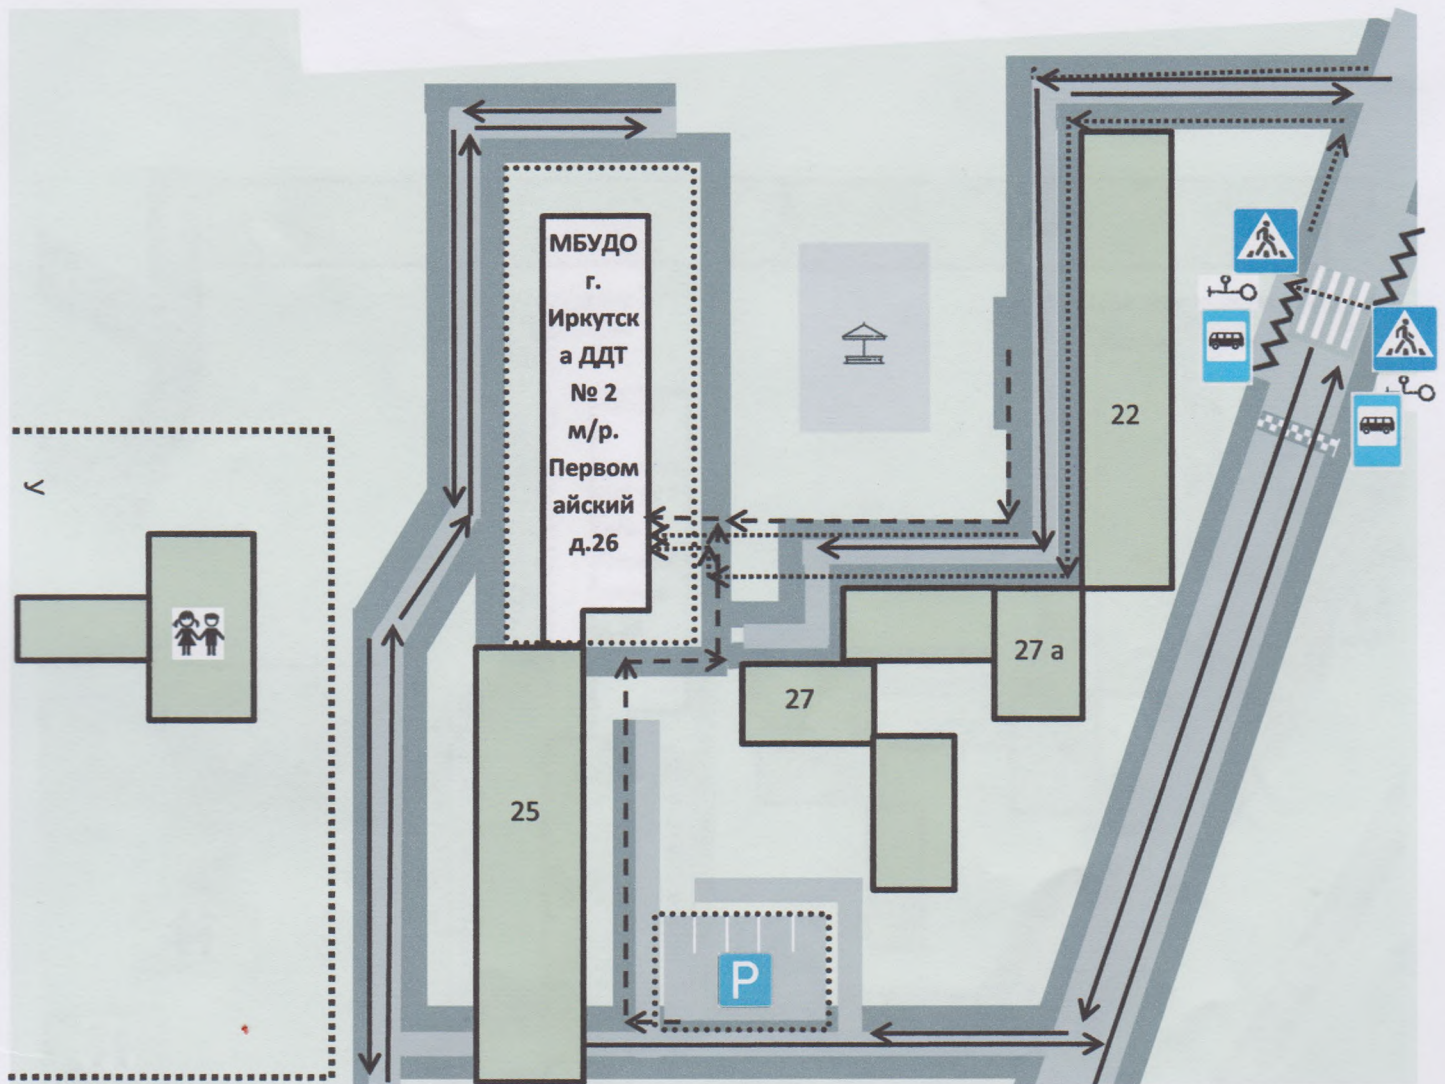 МБУДО
г.
Иркутск
а ДДТ
№ 2
м/р.
Первом
айский
д.26
22
У
27 а
27
25
P